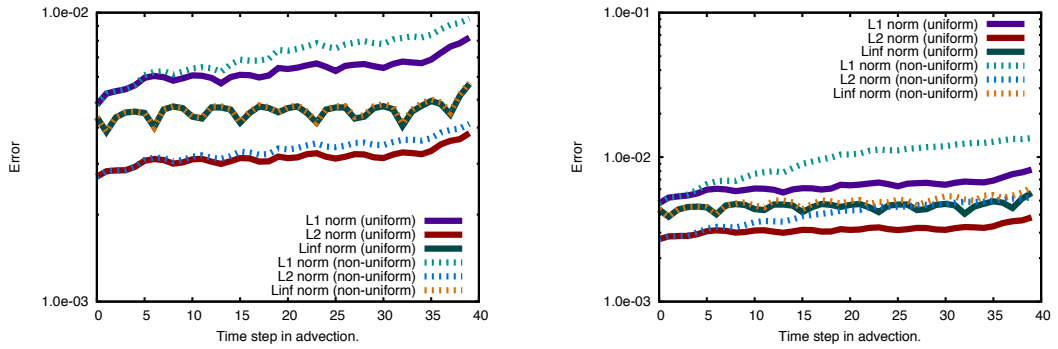 1.0e-02
Error
1.0e-03
L1 norm (uniform)
L2 norm (uniform)
Linf norm (uniform)
L1 norm (non-uniform)
L2 norm (non-uniform)
Linf norm (non-uniform)
0 5 10 15 20 25 30 35 40
Time step in advection.
1.0e-01
L1 norm (uniform)
L2 norm (uniform)
Linf norm (uniform)
L1 norm (non-uniform)
L2 norm (non-uniform)
Linf norm (non-uniform)
Error
1.0e-02
1.0e-03
0 5 10 15 20 25 30 35 40
Time step in advection.